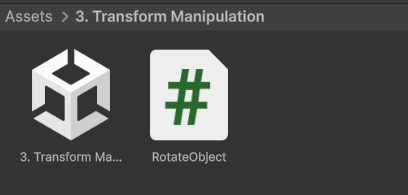 Assets > 3. Transform Manipulation
3. Transform Ma...
RotateObject